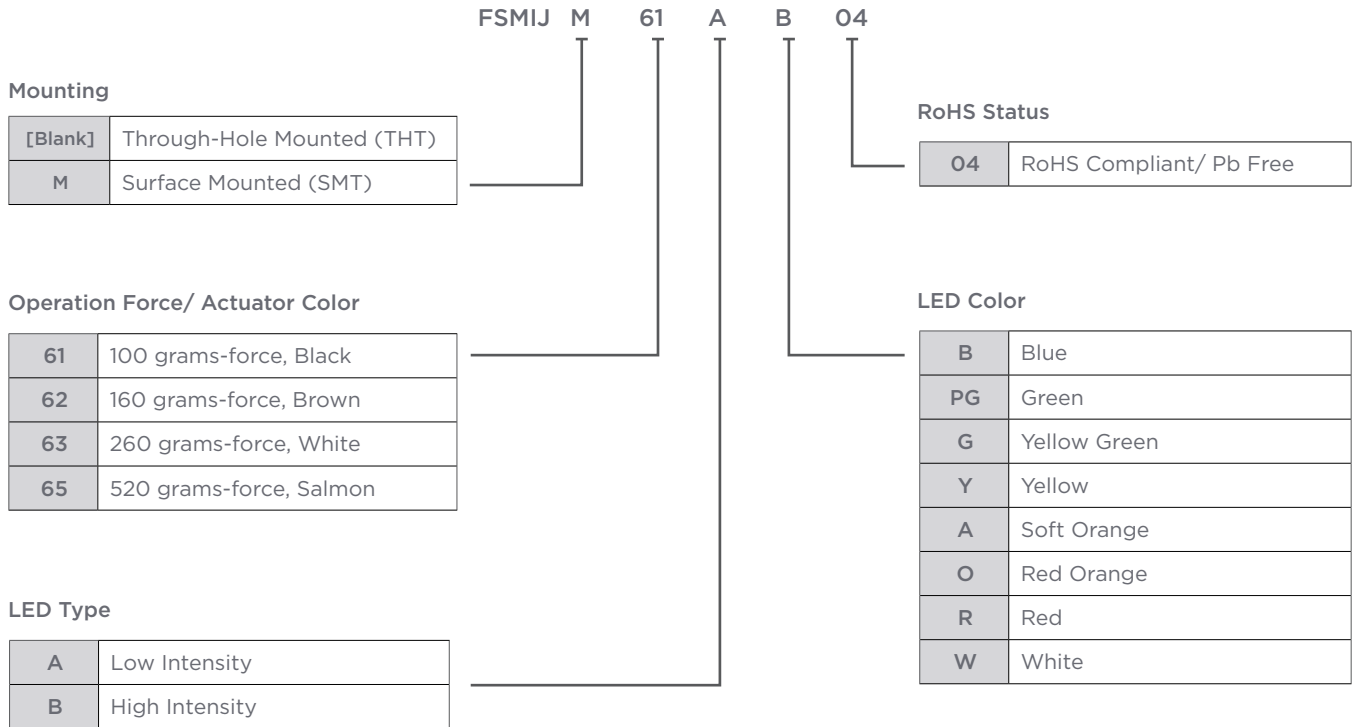 FSMIJ M 61 A B 04
Mounting
[Blank] Through-Hole Mounted (THT)
M Surface Mounted (SMT)
Operation Force/ Actuator Color
61 100 grams-force, Black
62 160 grams-force, Brown
63 260 grams-force, White
65 520 grams-force, Salmon
LED Type
A Low Intensity
B High Intensity
RoHS Status
04 RoHS Compliant/ Pb Free
LED Color
B Blue
PG Green
G Yellow Green
Y Yellow
A Soft Orange
O Red Orange
R Red
W White